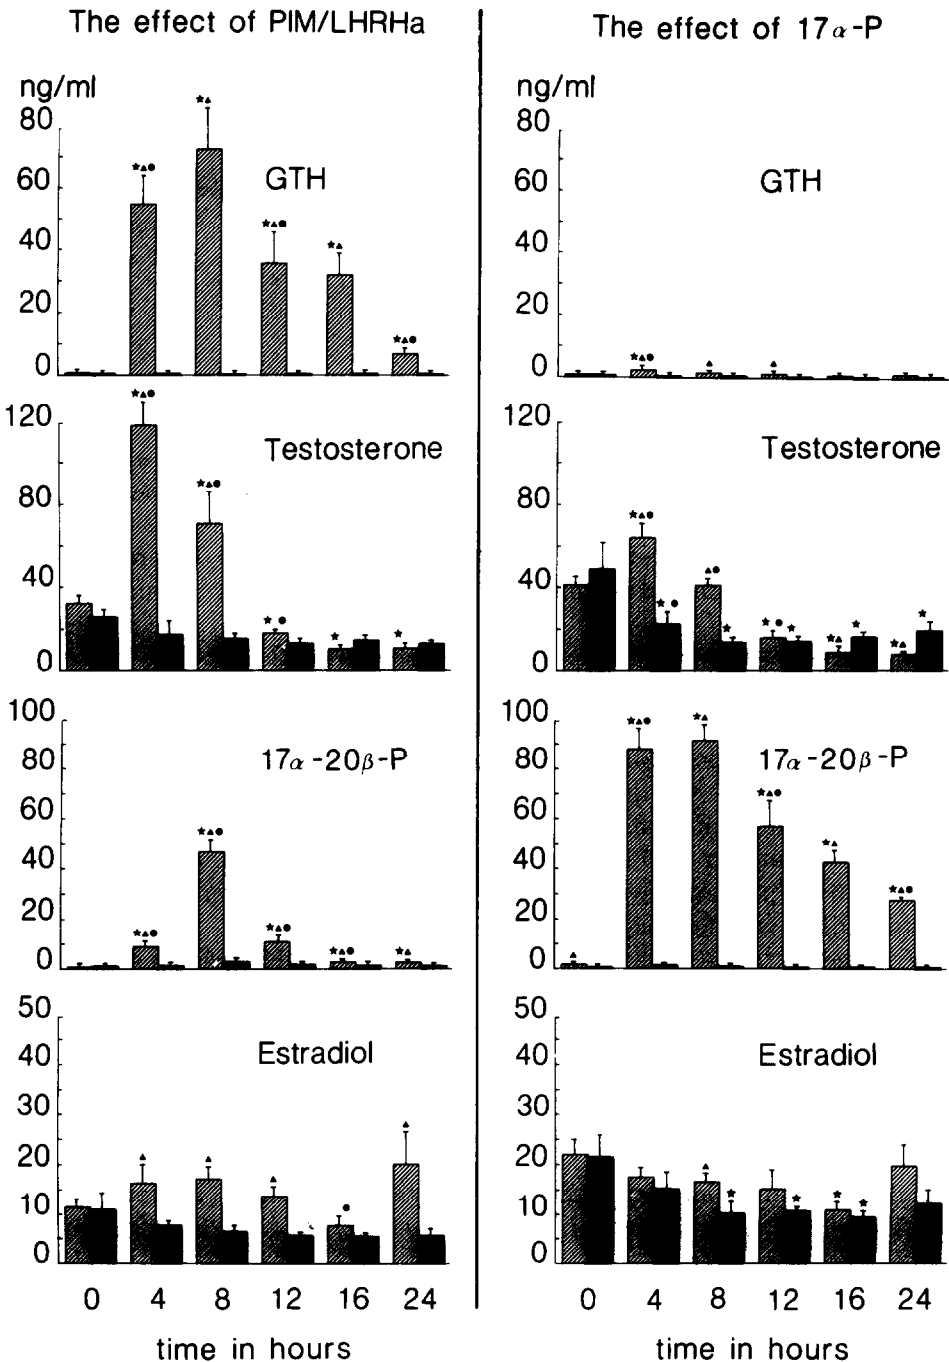 The effect of PIM/LHRHa
ng/ml
80
60
40
20
0
GTH
120
80
40
0
Testosterone
100
80
60
40
20
0
17α-20β-P
50
40
30
20
10
0
Estradiol
0 4 8 12 16 24
time in hours
The effect of 17α-P
ng/ml
80
60
40
20
0
GTH
120
80
40
0
Testosterone
100
80
60
40
20
0
17α-20β-P
50
40
30
20
10
0
Estradiol
0 4 8 12 16 24
time in hours